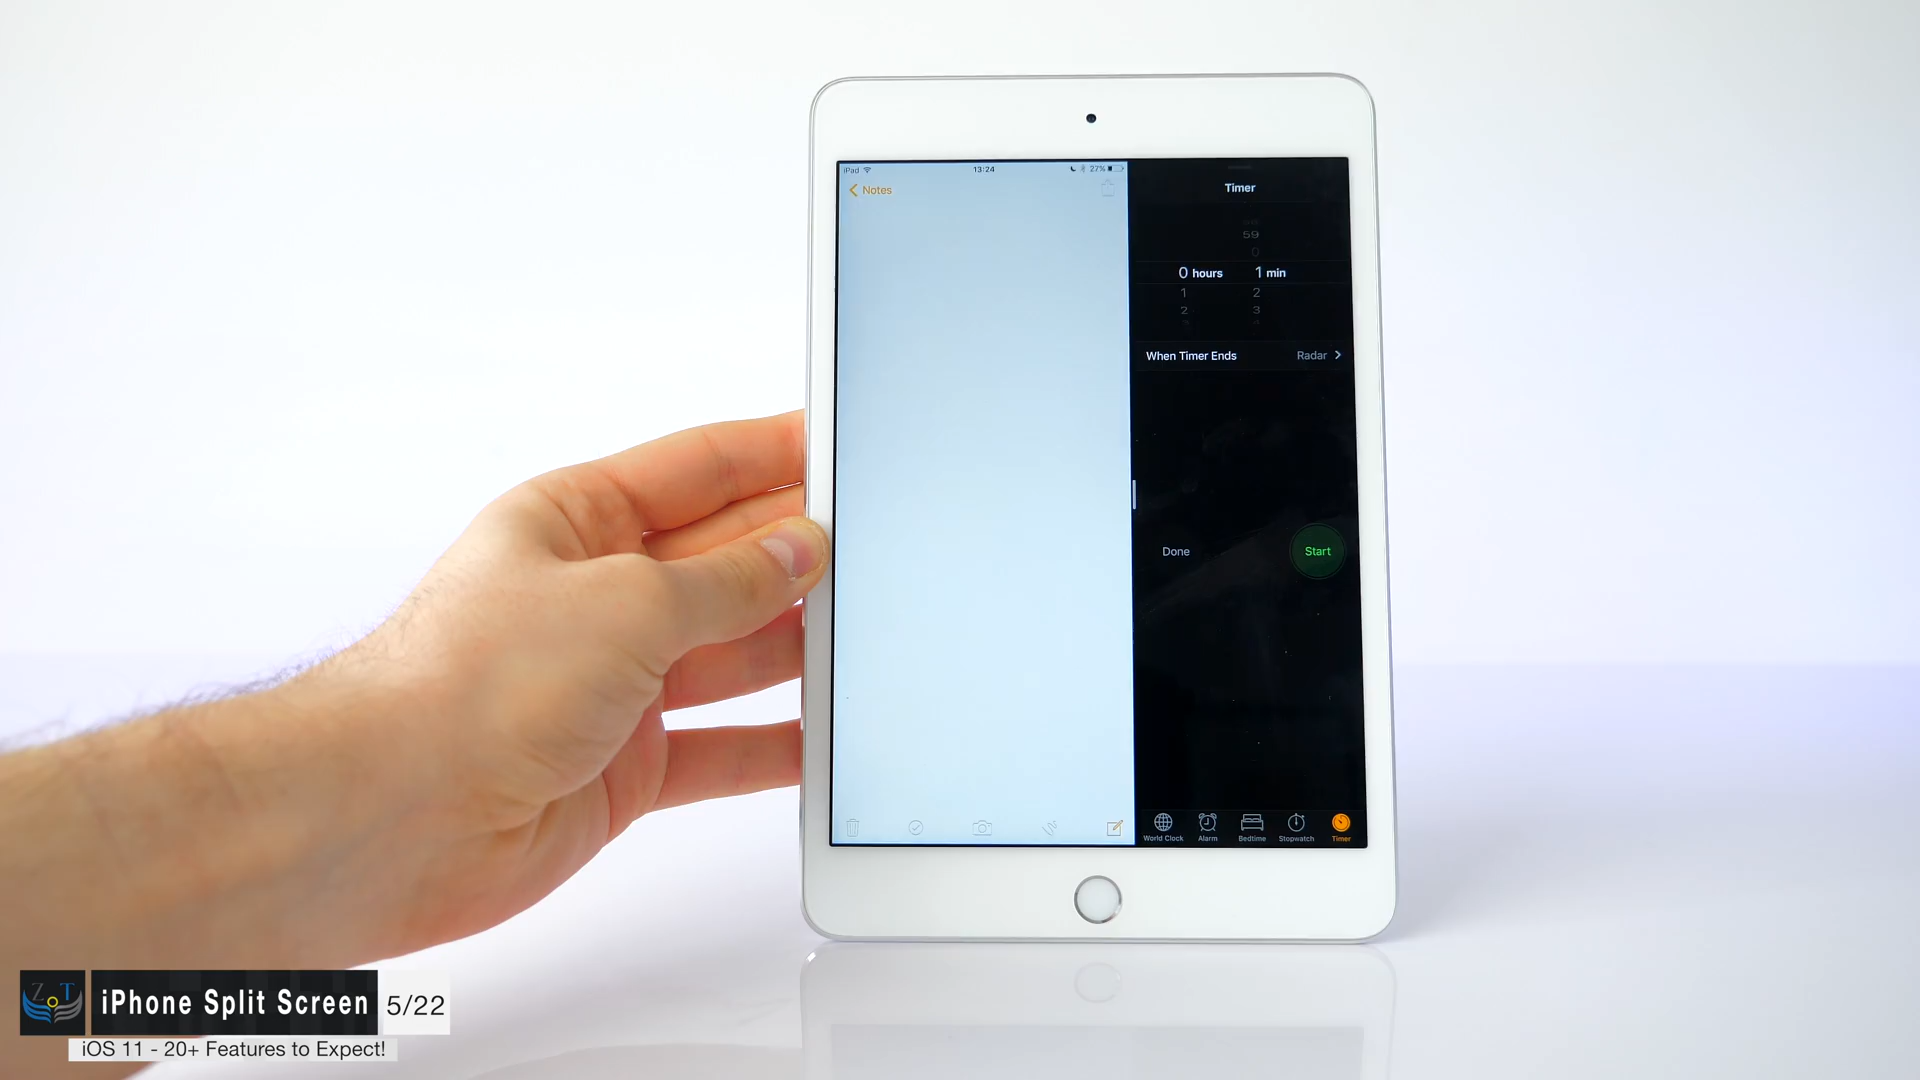 iPad 13:24 27%
Notes
Timer
59
0
0 hours 1 min
1 2
2 3
When Timer Ends Radar
Done Start
World Clock Alarm Bedtime Stopwatch Timer
ZoT iPhone Split Screen 5/22
iOS 11 - 20+ Features to Expect!